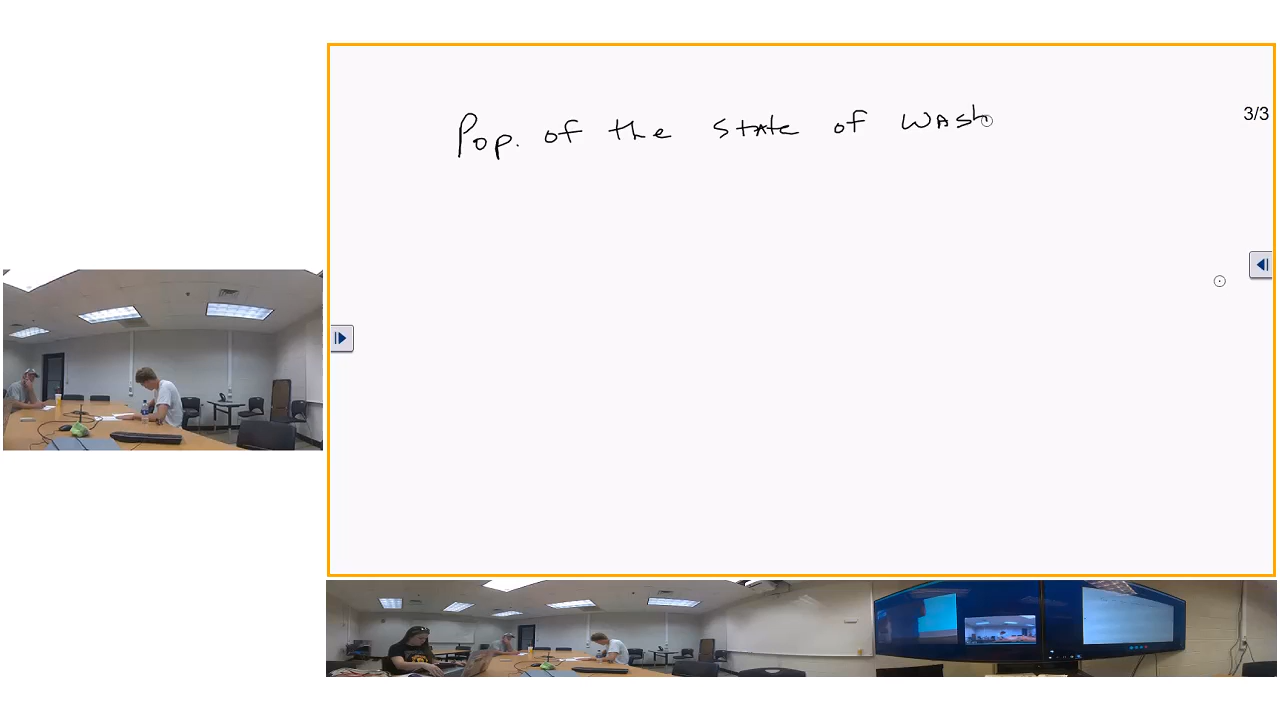 Pop. of the state of Wash
3/3